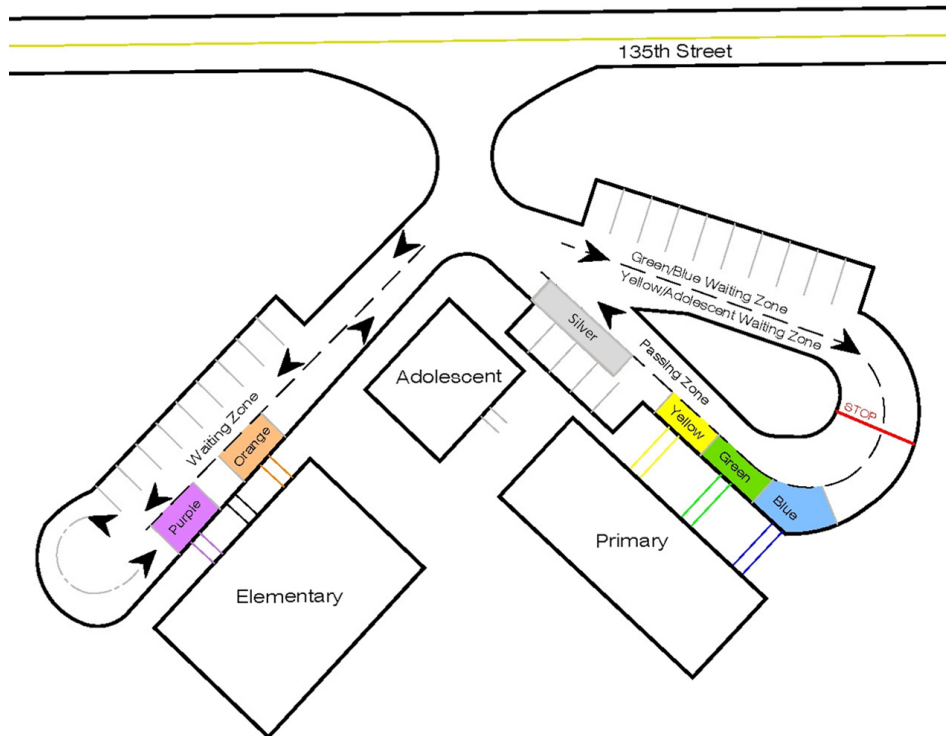 135th Street
Green/Blue Waiting Zone
Yellow/Adolescent Waiting Zone
Silver
Passing Zone
STOP
Adolescent
Waiting Zone
Orange
Purple
Yellow
Green
Blue
Primary
Elementary